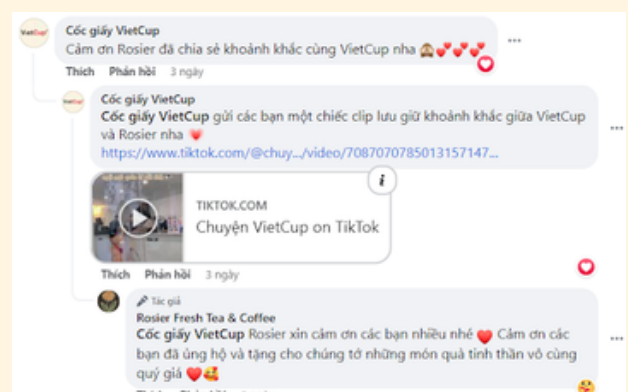 Cốc giấy VietCup
Cảm ơn Rosier đã chia sẻ khoảnh khắc cùng VietCup nha 🙈💕💕💕
Thích Phản hồi 3 ngày
Cốc giấy VietCup
Cốc giấy VietCup gửi các bạn một chiếc clip lưu giữ khoảnh khắc giữa VietCup
và Rosier nha ❤️
https://www.tiktok.com/@chuy.../video/7087070785013157147...
TIKTOK.COM
Chuyện VietCup on TikTok
Thích Phản hồi 3 ngày
Tác giả
Rosier Fresh Tea & Coffee
Cốc giấy VietCup Rosier xin cảm ơn các bạn nhiều nhé ❤️ Cảm ơn các
bạn đã ủng hộ và tặng cho chúng tớ những món quà tinh thần vô cùng
quý giá ❤️🥰